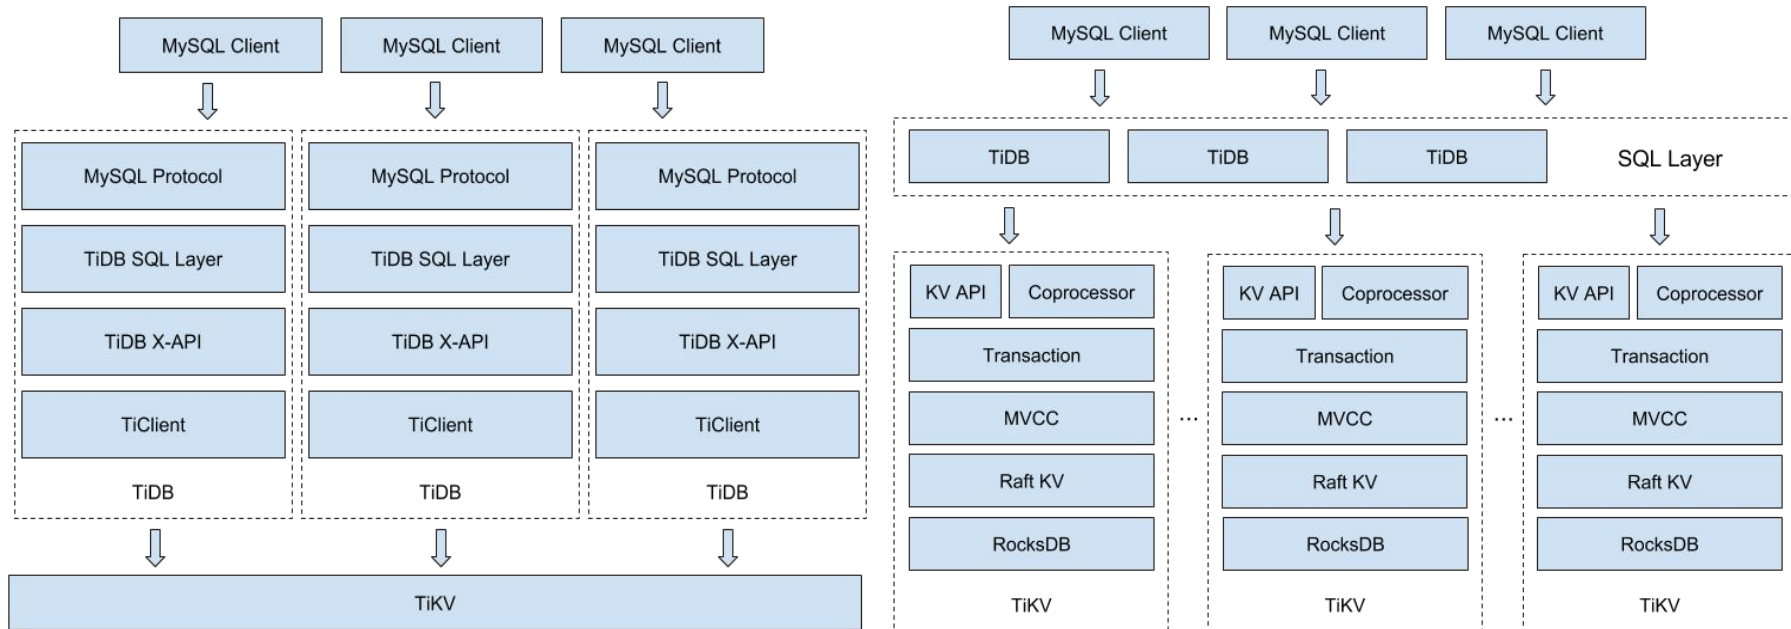 MySQL Client
MySQL Client
MySQL Client
MySQL Protocol
MySQL Protocol
MySQL Protocol
TiDB SQL Layer
TiDB SQL Layer
TiDB SQL Layer
TiDB X-API
TiDB X-API
TiDB X-API
TiClient
TiClient
TiClient
TiDB
TiDB
TiDB
TiKV
MySQL Client
MySQL Client
MySQL Client
TiDB
TiDB
TiDB
SQL Layer
KV API
Coprocessor
KV API
Coprocessor
KV API
Coprocessor
Transaction
Transaction
Transaction
MVCC
...
MVCC
...
MVCC
Raft KV
Raft KV
Raft KV
RocksDB
RocksDB
RocksDB
TiKV
TiKV
TiKV